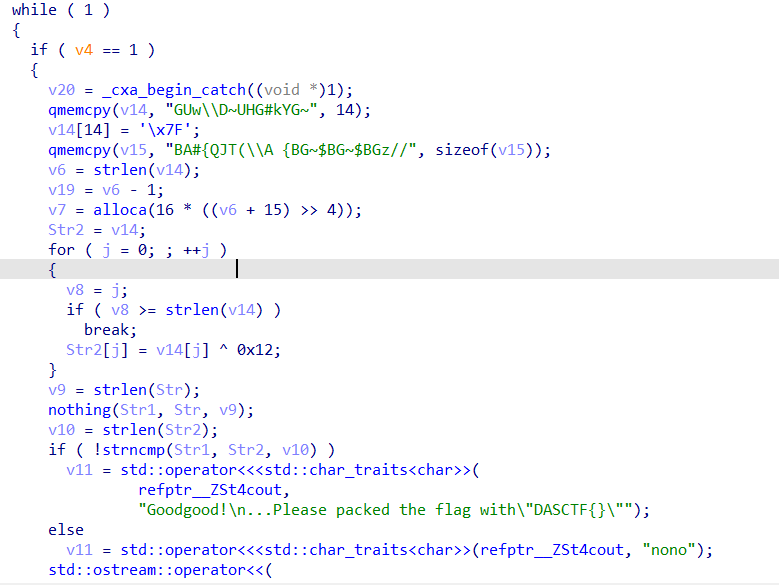 while ( 1 )
{
if ( v4 == 1 )
{
v20 = _cxa_begin_catch((void *)1);
qmemcpy(v14, "GUw\\D~UHG#kYG~", 14);
v14[14] = '\x7F';
qmemcpy(v15, "BA#{QJT(\\A {BG~$BG~$BGz//", sizeof(v15));
v6 = strlen(v14);
v19 = v6 - 1;
v7 = alloca(16 * ((v6 + 15) >> 4));
Str2 = v14;
for ( j = 0; ; ++j )
{
v8 = j;
if ( v8 >= strlen(v14) )
break;
Str2[j] = v14[j] ^ 0x12;
}
v9 = strlen(Str);
nothing(Str1, Str, v9);
v10 = strlen(Str2);
if ( !strncmp(Str1, Str2, v10) )
v11 = std::operator<<<std::char_traits<char>>(
refptr__ZSt4cout,
"Goodgood!\n...Please packed the flag with\"DASCTF{}\"");
else
v11 = std::operator<<<std::char_traits<char>>(refptr__ZSt4cout, "nono");
std::ostream::operator<<(